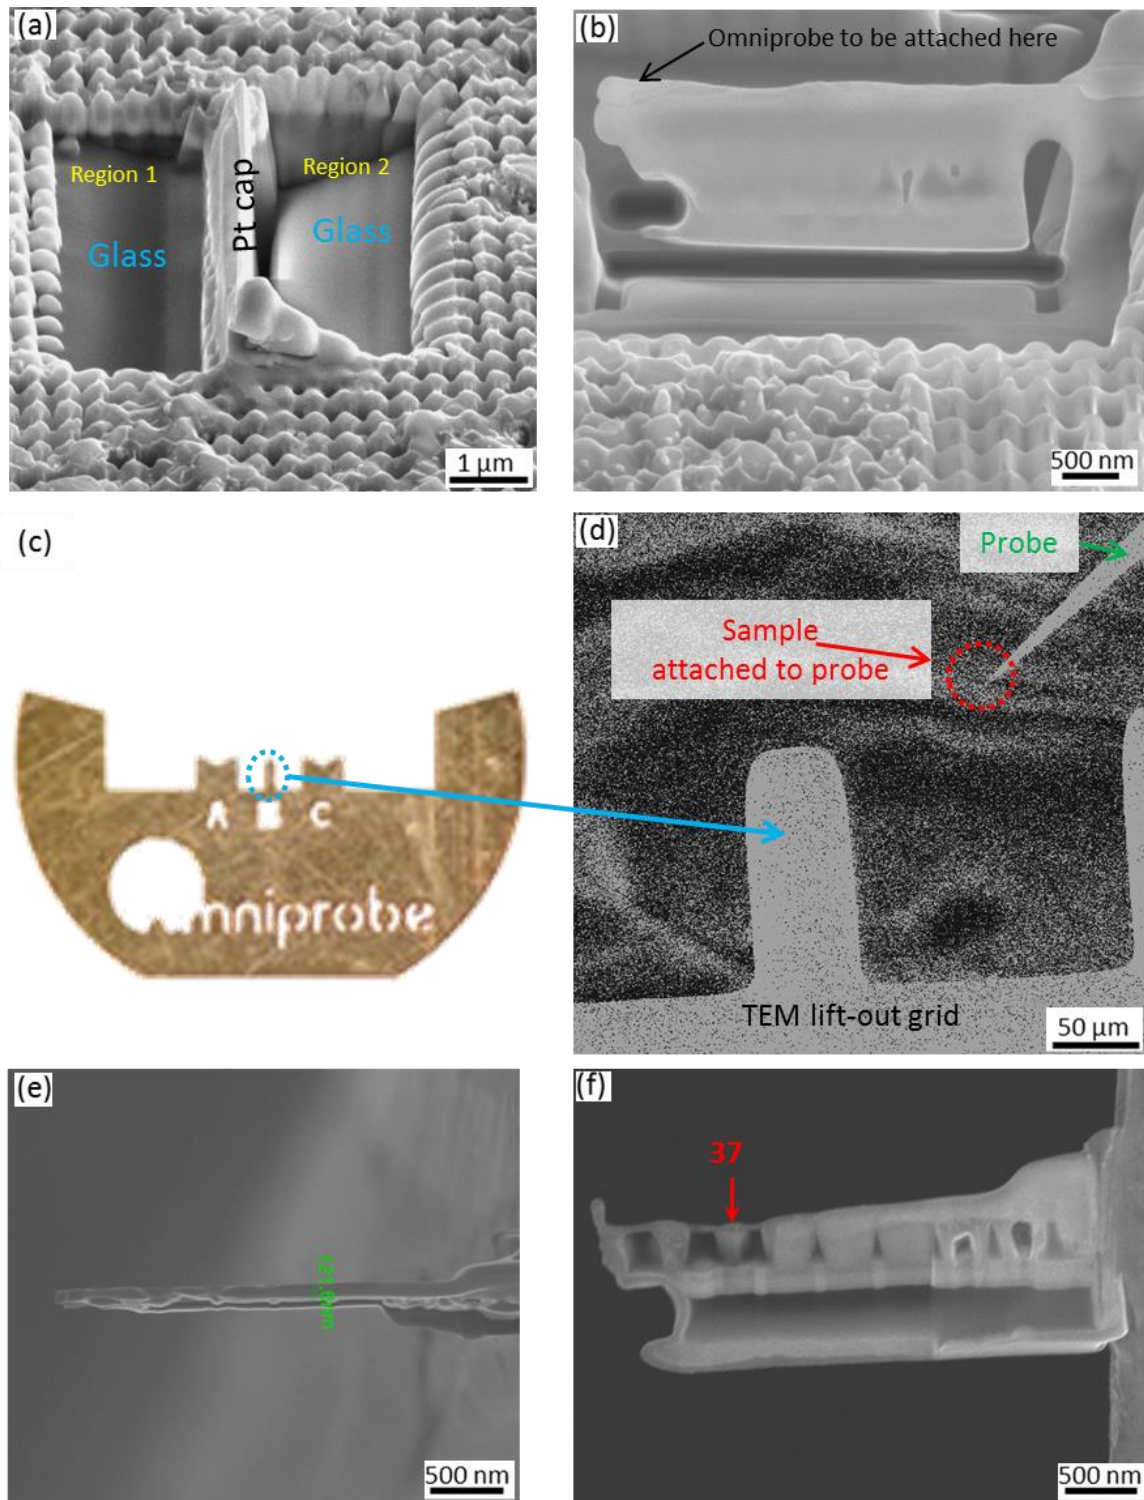 (a)
Region 1
Region 2
Pt cap
Glass
Glass
1 µm
(b)
Omniprobe to be attached here
500 nm
(c)
A
C
mniprobe
(d)
Probe
Sample
attached to probe
TEM lift-out grid
50 µm
(e)
500 nm
(f)
37
500 nm